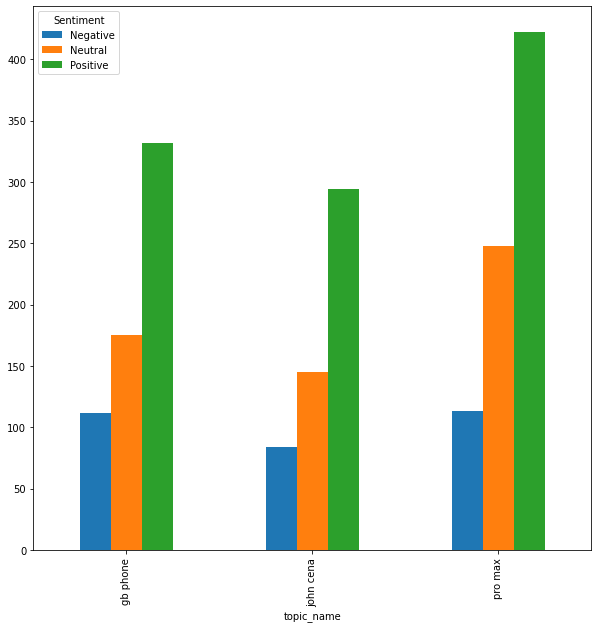 Sentiment
Negative
Neutral
Positive
400
350
300
250
200
150
100
50
0
gb phone
john cena
pro max
topic_name